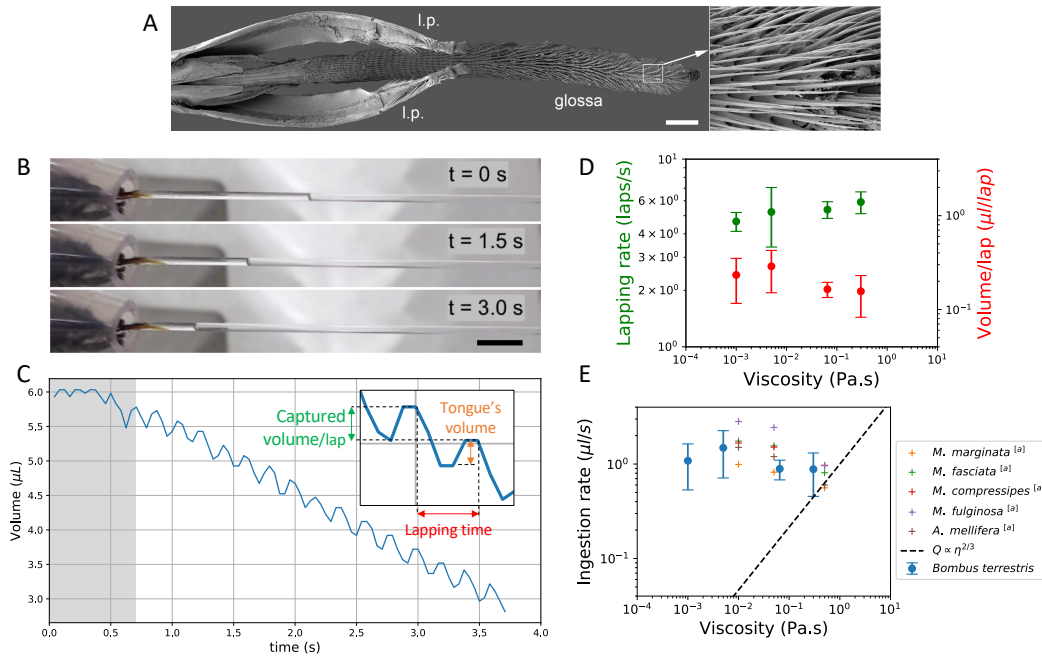 A
l.p.
l.p.
glossa
B
t = 0 s
t = 1.5 s
t = 3.0 s
C
Volume (μL)
6.0
5.5
5.0
4.5
4.0
3.5
3.0
0.0 0.5 1.0 1.5 2.0 2.5 3.0 3.5 4.0
time (s)
Captured
volume/lap
Tongue's
volume
Lapping time
D
Lapping rate (laps/s)
10¹
6 × 10⁰
4 × 10⁰
3 × 10⁰
2 × 10⁰
10⁰
10⁻⁴ 10⁻³ 10⁻² 10⁻¹ 10⁰ 10¹
Viscosity (Pa.s)
10⁰
10⁻¹
Volume/lap (μl/lap)
E
Ingestion rate (μl/s)
10⁰
10⁻¹
10⁻⁴ 10⁻³ 10⁻² 10⁻¹ 10⁰ 10¹
Viscosity (Pa.s)
M. marginata [a]
M. fasciata [a]
M. compressipes [a
M. fulginosa [a]
A. mellifera [a]
Q ∝ η²ᐟ³
Bombus terrestris